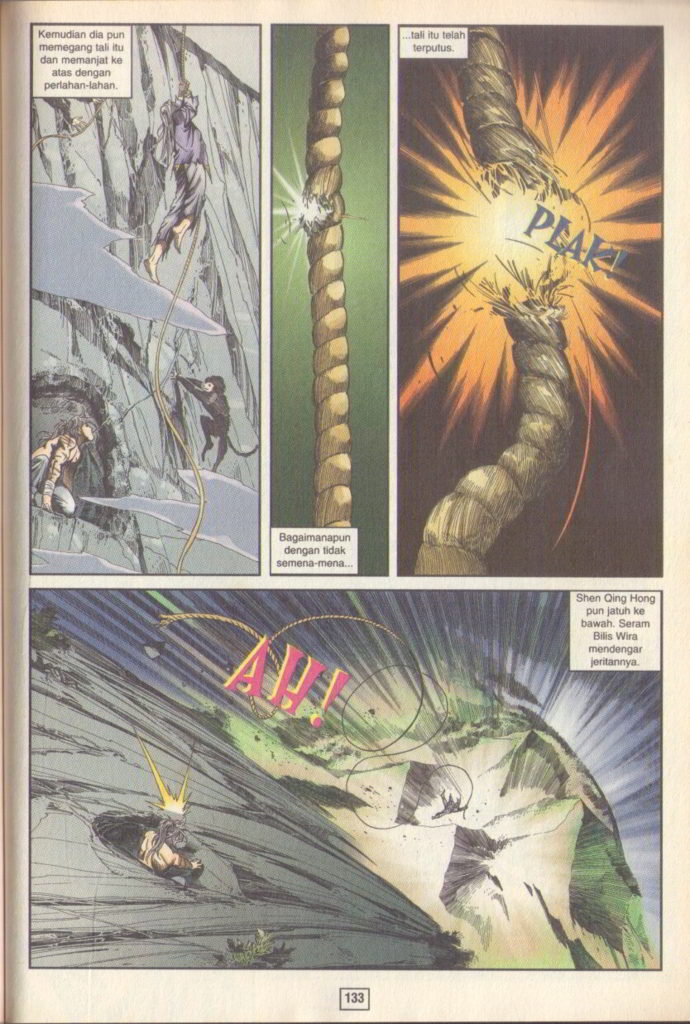 Kemudian dia pun
memegang tali itu
dan memanjat ke
atas dengan
perlahan-lahan.
Bagaimanapun
dengan tidak
semena-mena...
...tali itu telah
terputus.
PLAK!
Shen Qing Hong
pun jatuh ke
bawah. Seram
Bilis Wira
mendengar
jeritannya.
AH!
133